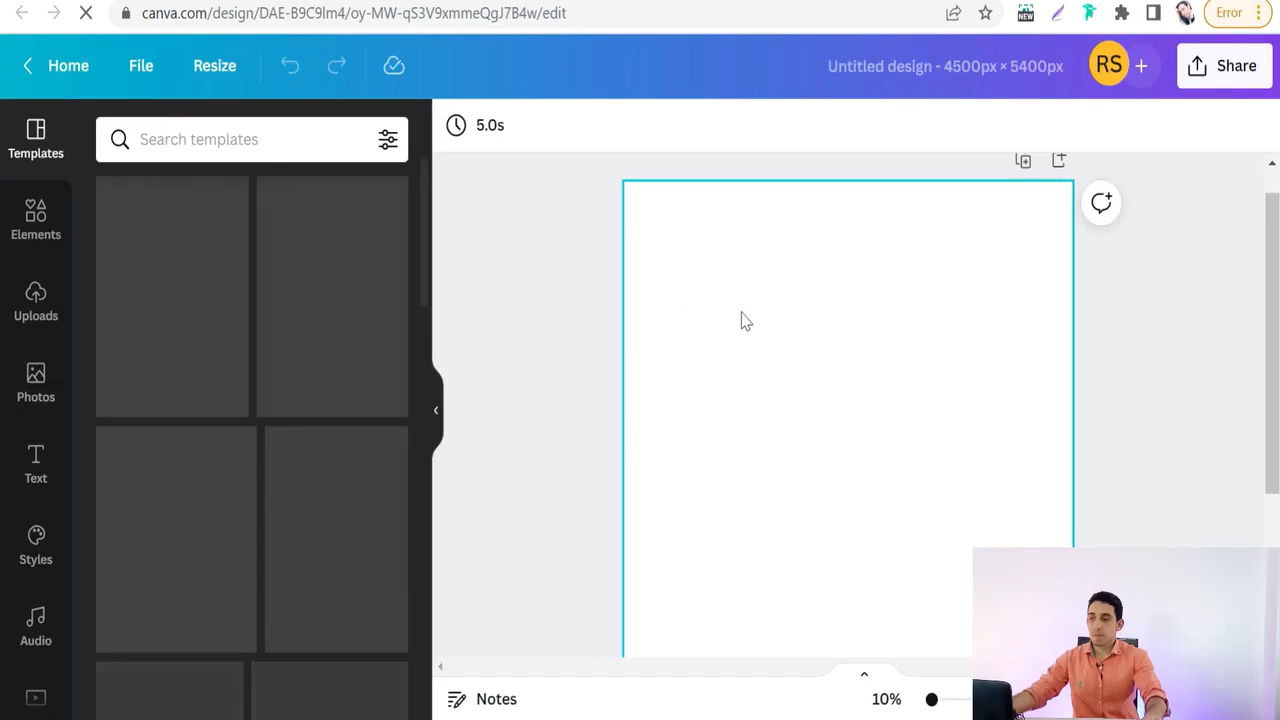 canva.com/design/DAE-B9C9lm4/oy-MW-qS3V9xmmeQgJ7B4w/edit
NEW
Error
Home
File
Resize
Untitled design - 4500px × 5400px
RS
Share
Templates
Search templates
5.0s
Elements
Uploads
Photos
Text
Styles
Audio
Notes
10%